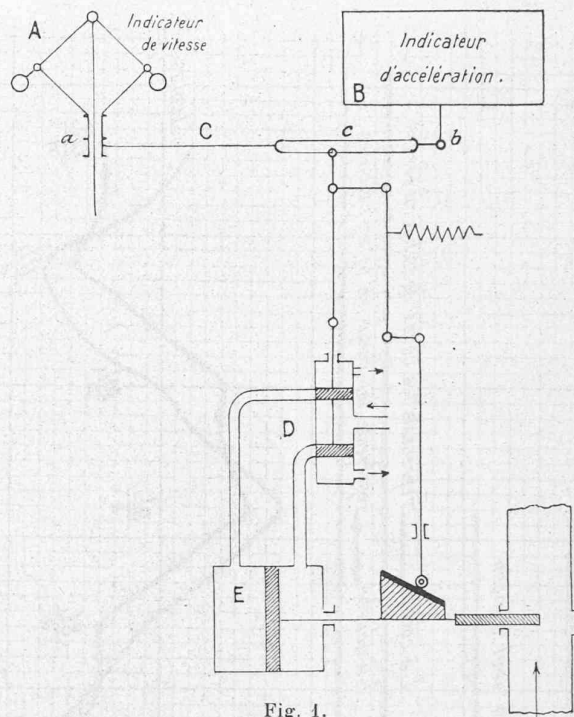 A
Indicateur
de vitesse
Indicateur
d'accélération.
B
a
C
c
b
D
E
Fig. 1.